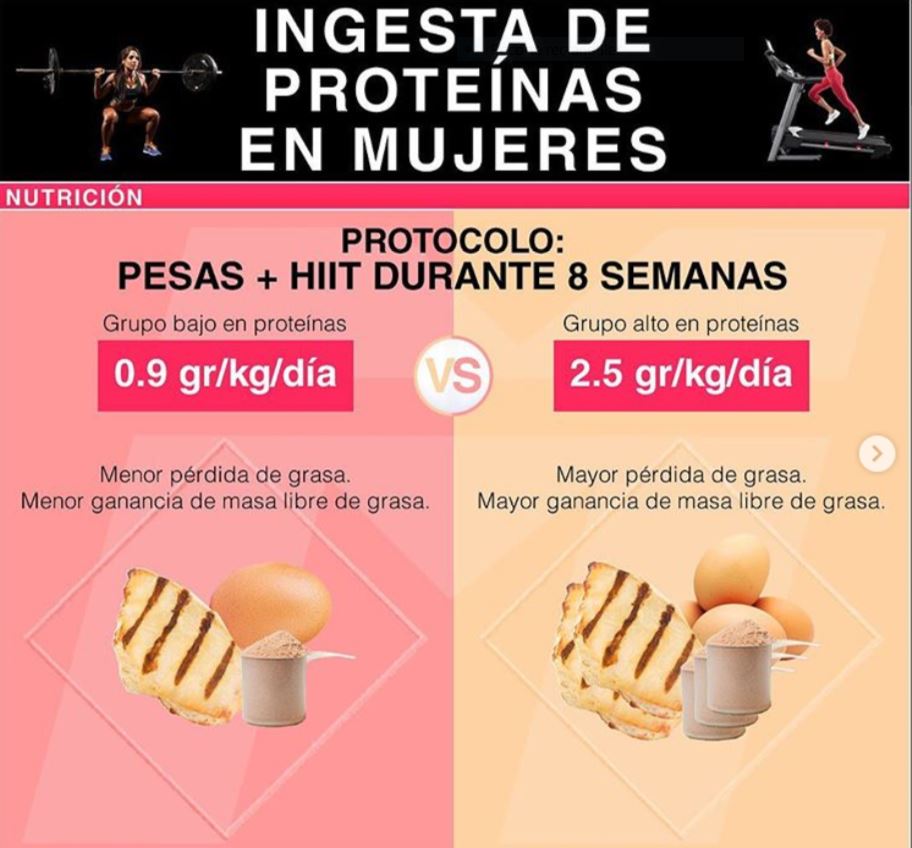 INGESTA DE
PROTEÍNAS
EN MUJERES
NUTRICIÓN
PROTOCOLO:
PESAS + HIIT DURANTE 8 SEMANAS
Grupo bajo en proteínas
0.9 gr/kg/día
VS
Grupo alto en proteínas
2.5 gr/kg/día
Menor pérdida de grasa.
Menor ganancia de masa libre de grasa.
Mayor pérdida de grasa.
Mayor ganancia de masa libre de grasa.